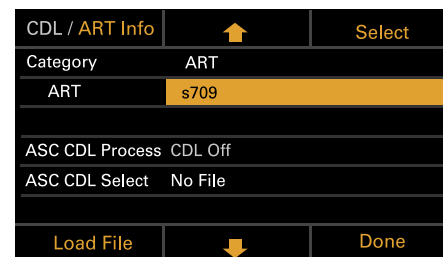 CDL / ART Info Select
Category ART
ART s709
ASC CDL Process CDL Off
ASC CDL Select No File
Load File Done